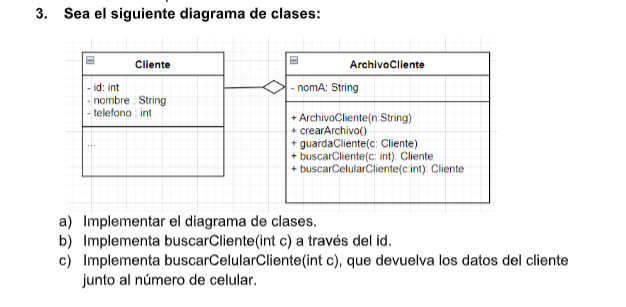 3. Sea el siguiente diagrama de clases:
Cliente
- id: int
- nombre : String
- telefono : int
...
ArchivoCliente
- nomA: String
+ ArchivoCliente(n:String)
+ crearArchivo()
+ guardaCliente(c: Cliente)
+ buscarCliente(c: int): Cliente
+ buscarCelularCliente(c:int): Cliente
a) Implementar el diagrama de clases.
b) Implementa buscarCliente(int c) a través del id.
c) Implementa buscarCelularCliente(int c), que devuelva los datos del cliente
junto al número de celular.